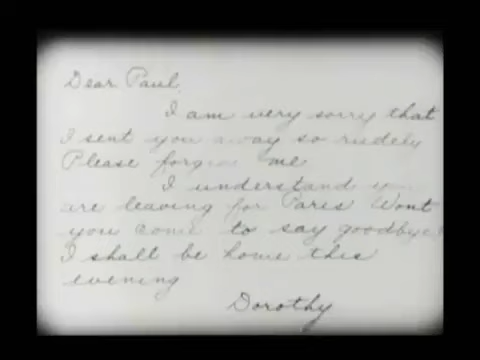 Dear Paul,
I am very sorry that
I sent you away so rudely
Please forgive me
I understand you
are leaving for Paris Wont
you come to say goodbye?
I shall be home this
evening
Dorothy